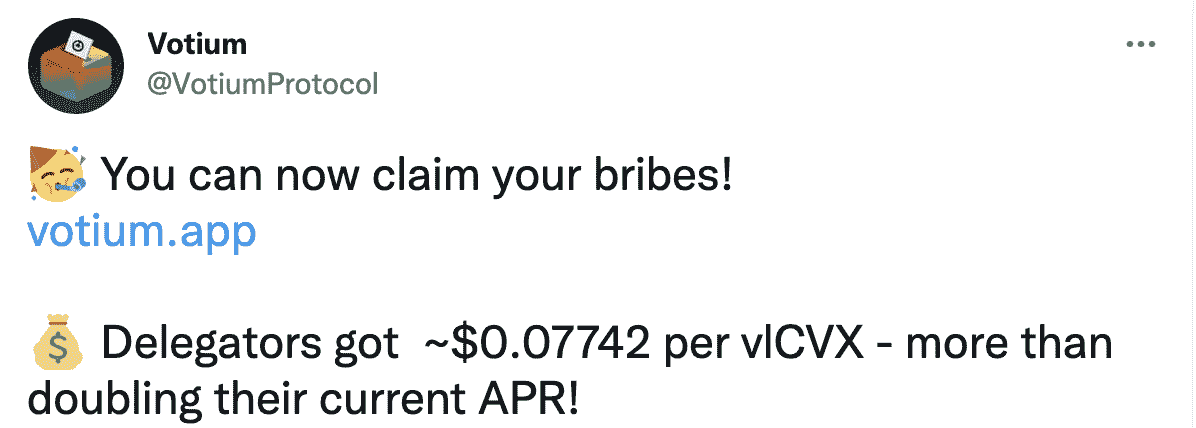 Votium
@VotiumProtocol
🥳 You can now claim your bribes!
votium.app
💰 Delegators got ~$0.07742 per vlCVX - more than
doubling their current APR!